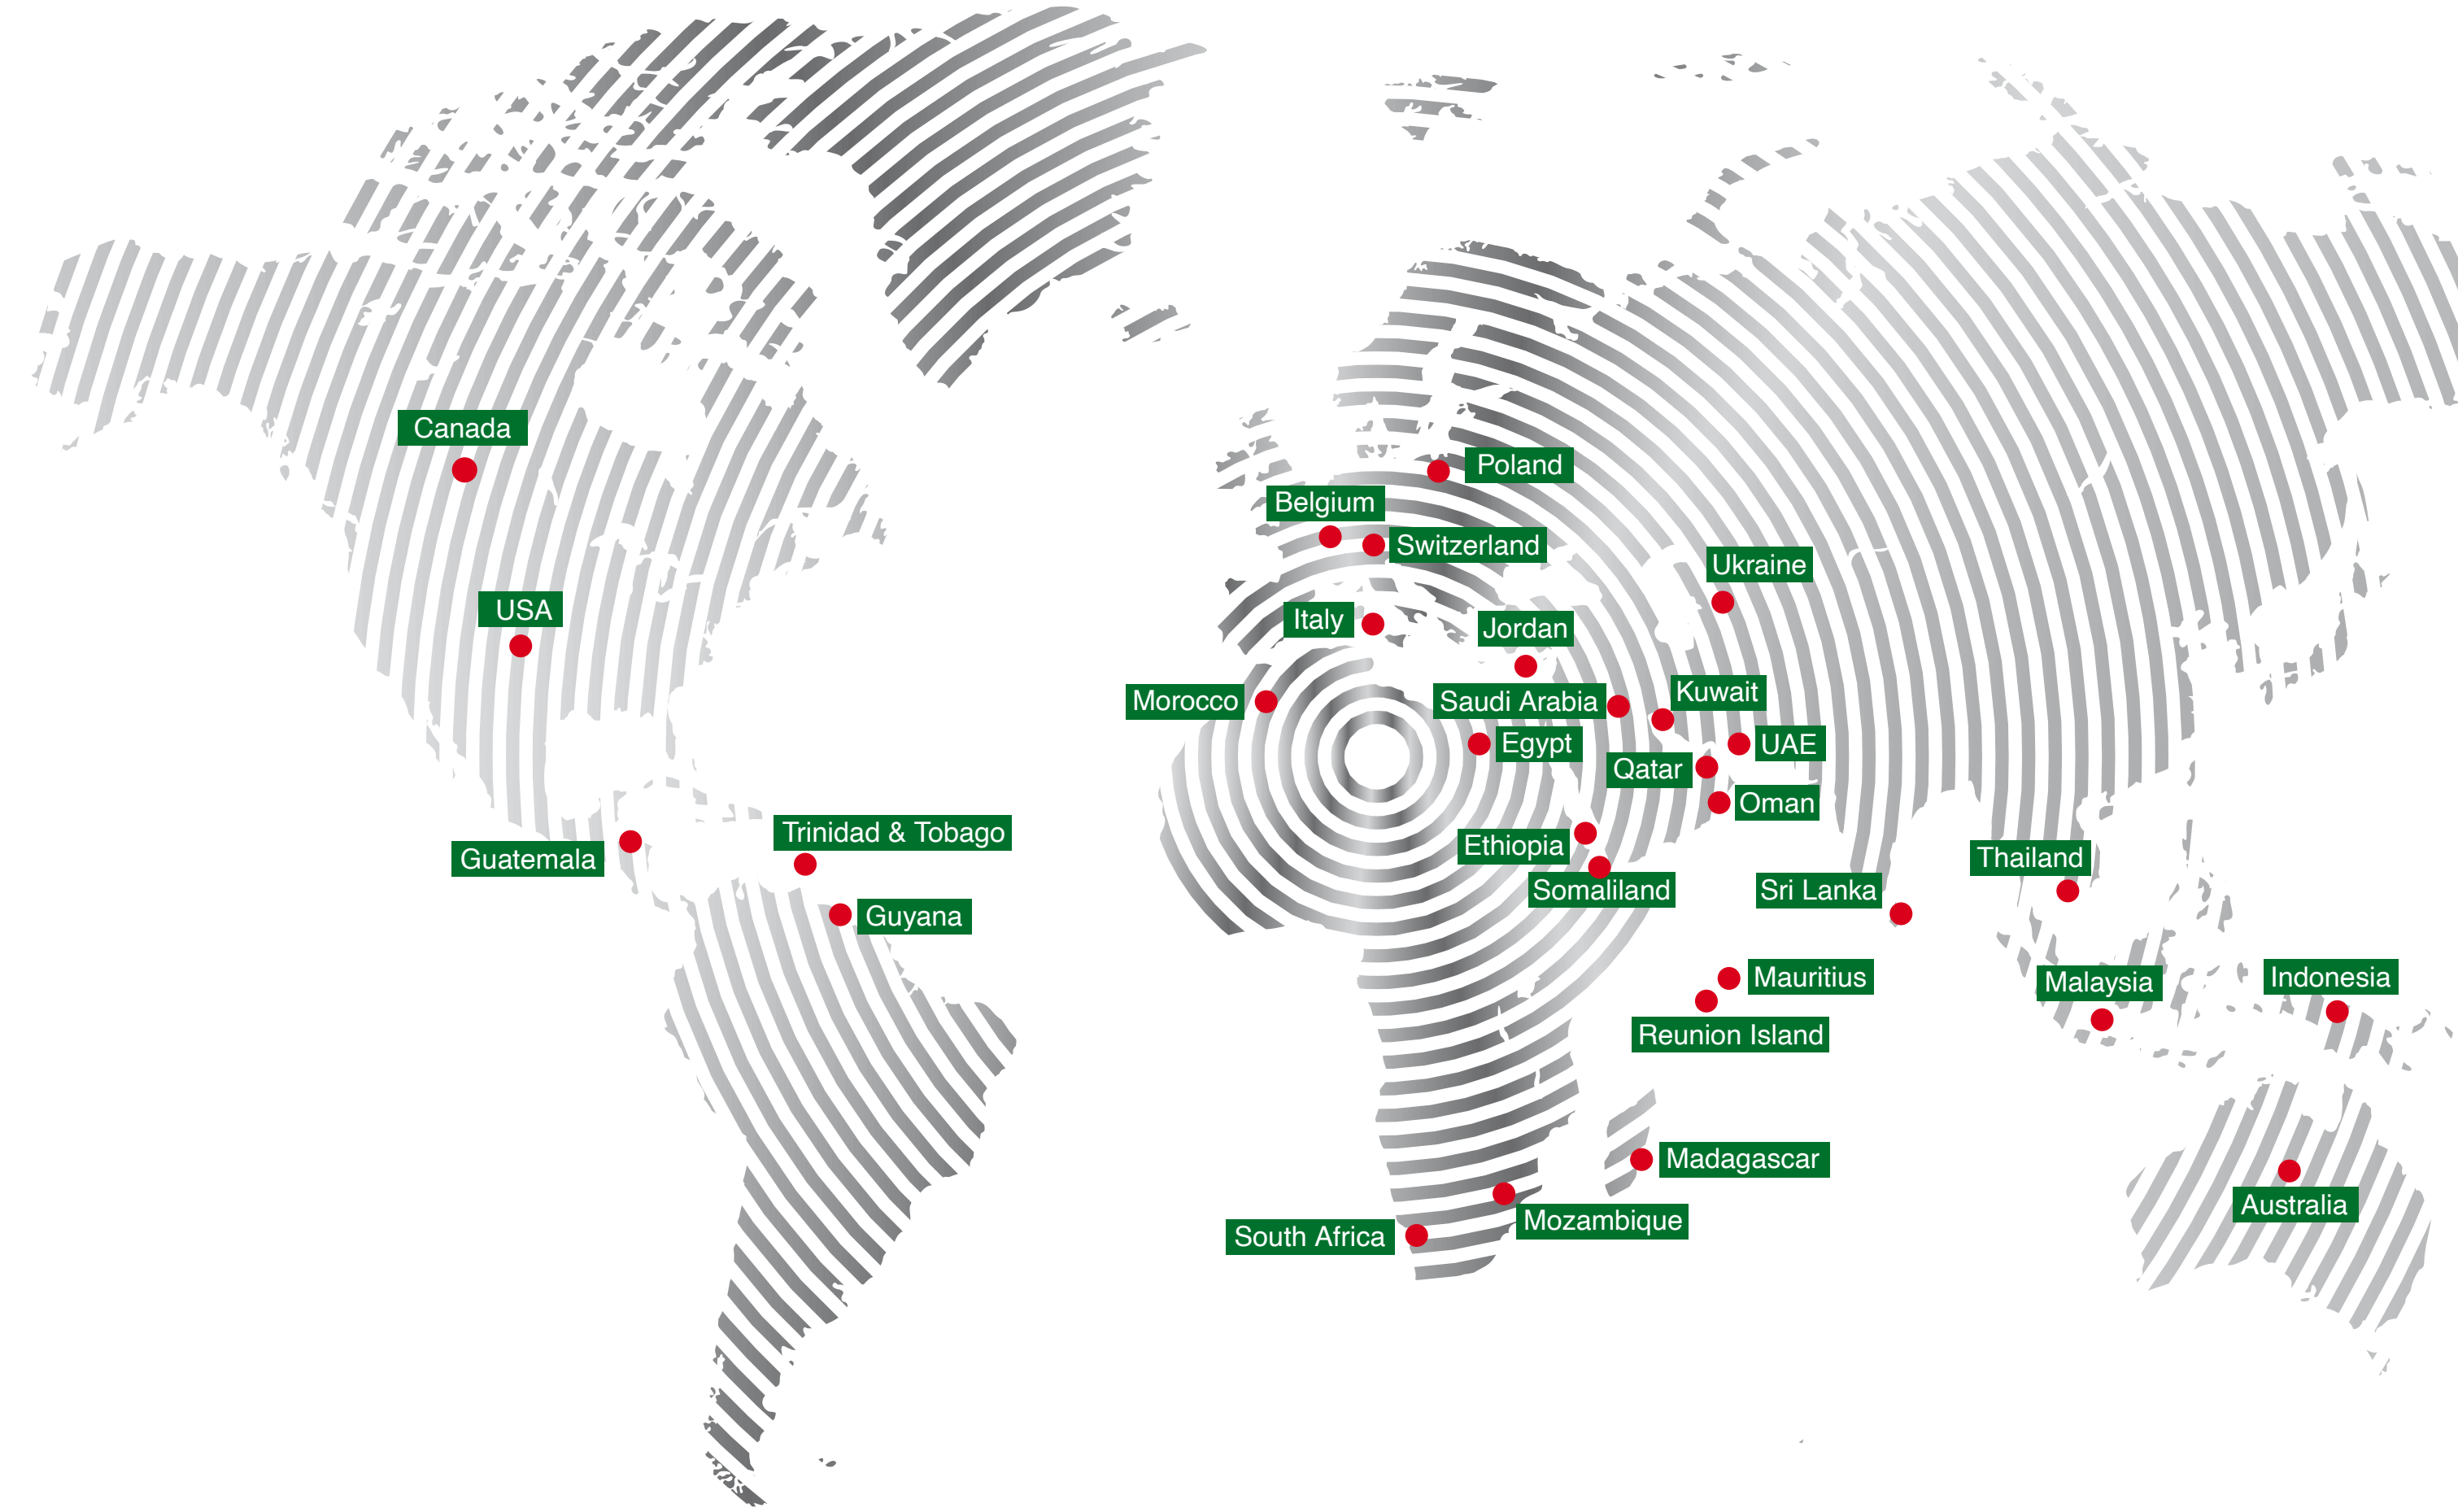 Canada
Poland
Belgium
Switzerland
Ukraine
USA
Italy
Jordan
Morocco
Saudi Arabia
Kuwait
Egypt
UAE
Qatar
Oman
Trinidad & Tobago
Guatemala
Ethiopia
Thailand
Somaliland
Sri Lanka
Guyana
Mauritius
Malaysia
Indonesia
Reunion Island
Madagascar
Australia
Mozambique
South Africa